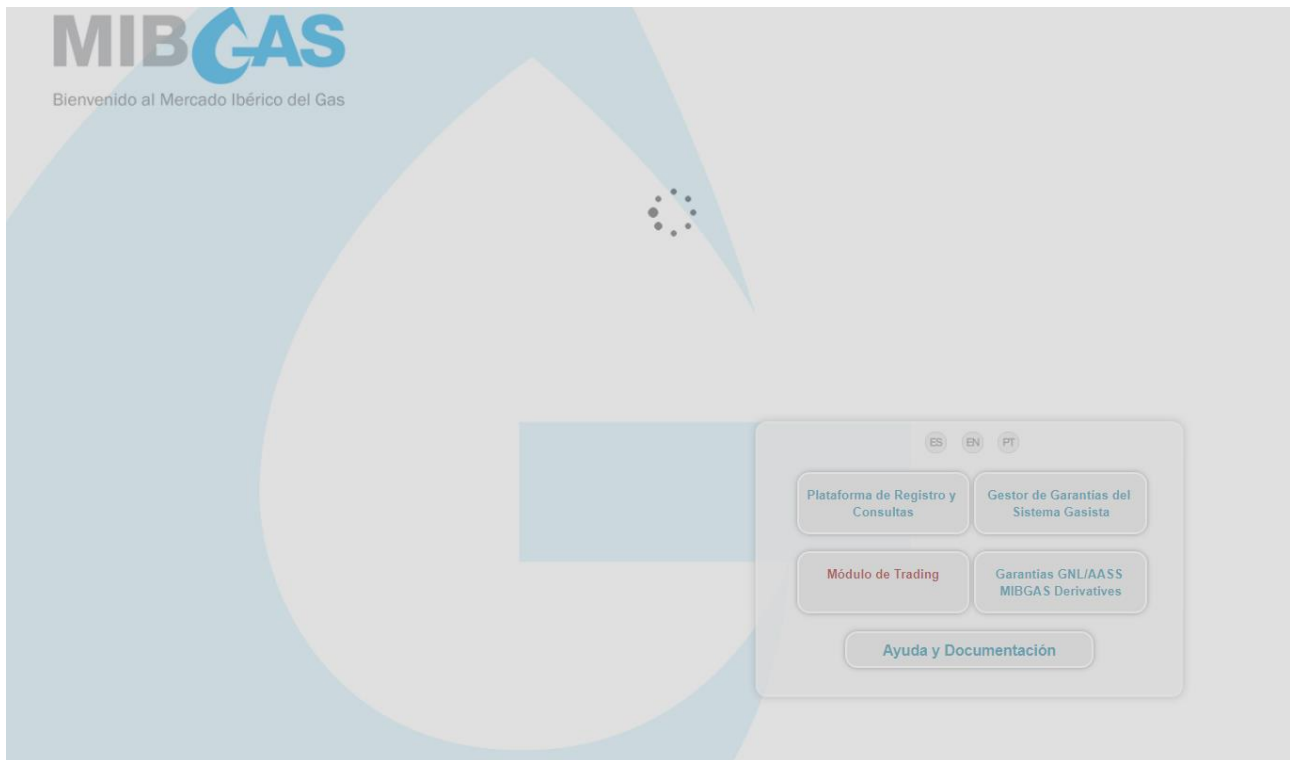 MIBGAS
Bienvenido al Mercado Ibérico del Gas
ES EN PT
Plataforma de Registro y
Consultas
Gestor de Garantías del
Sistema Gasista
Módulo de Trading
Garantías GNL/AASS
MIBGAS Derivatives
Ayuda y Documentación